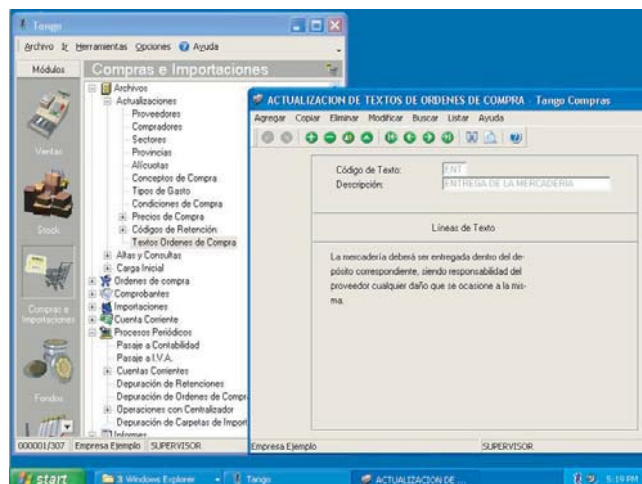 Tango
Archivo Ir Herramientas Opciones Ayuda
Módulos
Compras e Importaciones
Ventas
Stock
Compras e Importaciones
Fondos
Archivos
Actualizaciones
Proveedores
Compradores
Sectores
Provincias
Alícuotas
Conceptos de Compra
Tipos de Gasto
Condiciones de Compra
Precios de Compra
Códigos de Retención
Textos Ordenes de Compra
Altas y Consultas
Carga Inicial
Ordenes de compra
Comprobantes
Importaciones
Cuenta Corriente
Procesos Periódicos
Pasaje a Contabilidad
Pasaje a I.V.A.
Cuentas Corrientes
Depuración de Retenciones
Depuración de Ordenes de Compr
Operaciones con Centralizador
Depuración de Carpetas de Import
Informes
000001/307 Empresa Ejemplo SUPERVISOR
ACTUALIZACION DE TEXTOS DE ORDENES DE COMPRA - Tango Compras
Agregar Copiar Eliminar Modificar Buscar Listar Ayuda
Código de Texto: ENT
Descripción: ENTREGA DE LA MERCADERIA
Líneas de Texto
La mercadería deberá ser entregada dentro del de-
pósito correspondiente, siendo responsabilidad del
proveedor cualquier daño que se ocasione a la mis-
ma.
Empresa Ejemplo SUPERVISOR
start 3 Windows Explorer Tango ACTUALIZACION DE ... 5:19 PM